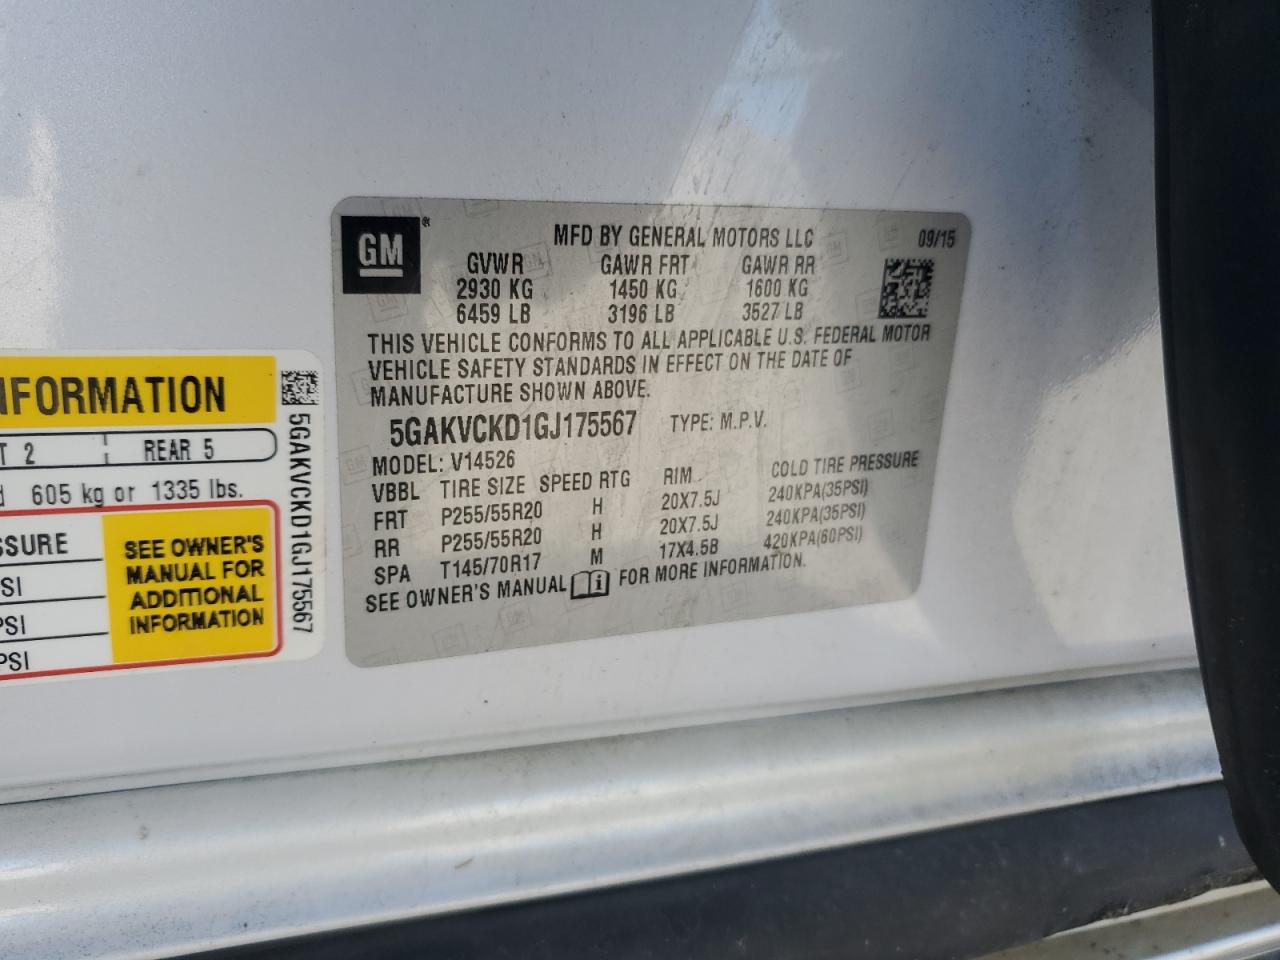 GM®
MFD BY GENERAL MOTORS LLC 09/15
GVWR GAWR FRT GAWR RR
2930 KG 1450 KG 1600 KG
6459 LB 3196 LB 3527 LB
THIS VEHICLE CONFORMS TO ALL APPLICABLE U.S. FEDERAL MOTOR
VEHICLE SAFETY STANDARDS IN EFFECT ON THE DATE OF
MANUFACTURE SHOWN ABOVE.
5GAKVCKD1GJ175567 TYPE: M.P.V.
MODEL: V14526
VBBL TIRE SIZE SPEED RTG RIM COLD TIRE PRESSURE
FRT P255/55R20 H 20X7.5J 240KPA(35PSI)
RR P255/55R20 H 20X7.5J 240KPA(35PSI)
SPA T145/70R17 M 17X4.5B 420KPA(60PSI)
SEE OWNER'S MANUAL FOR MORE INFORMATION.
NFORMATION
T 2 REAR 5
d 605 kg or 1335 lbs.
SSURE
SI
PSI
PSI
SEE OWNER'S
MANUAL FOR
ADDITIONAL
INFORMATION
5GAKVCKD1GJ175567